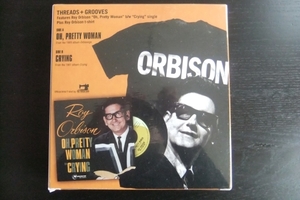 THREADS + GROOVES
Features Roy Orbison's "Oh, Pretty Woman" b/w "Crying" single
Plus Roy Orbison T-shirt
OH, PRETTY WOMAN
CRYING
ORBISON
Roy
Orbison
OH PRETTY
WOMAN
CRYING
ORBISON